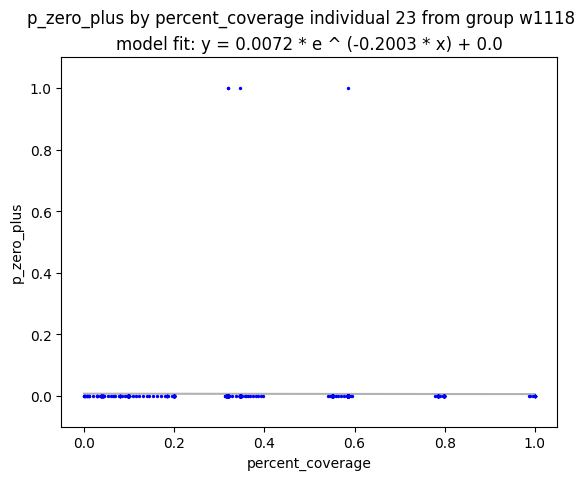 p_zero_plus by percent_coverage individual 23 from group w1118
model fit: y = 0.0072 * e ^ (-0.2003 * x) + 0.0
1.0
0.8
0.6
0.4
0.2
0.0
p_zero_plus
0.0 0.2 0.4 0.6 0.8 1.0
percent_coverage